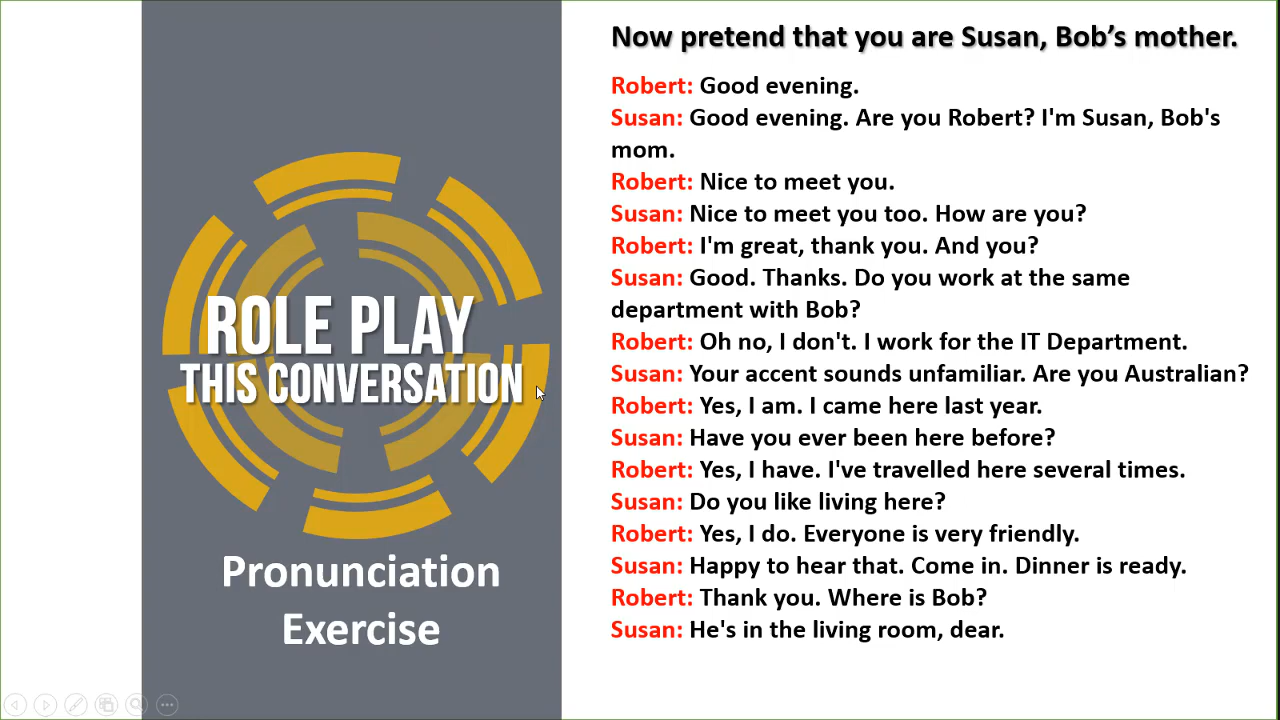 Now pretend that you are Susan, Bob's mother.
Robert: Good evening.
Susan: Good evening. Are you Robert? I'm Susan, Bob's
mom.
Robert: Nice to meet you.
Susan: Nice to meet you too. How are you?
Robert: I'm great, thank you. And you?
Susan: Good. Thanks. Do you work at the same
department with Bob?
Robert: Oh no, I don't. I work for the IT Department.
Susan: Your accent sounds unfamiliar. Are you Australian?
Robert: Yes, I am. I came here last year.
Susan: Have you ever been here before?
Robert: Yes, I have. I've travelled here several times.
Susan: Do you like living here?
Robert: Yes, I do. Everyone is very friendly.
Susan: Happy to hear that. Come in. Dinner is ready.
Robert: Thank you. Where is Bob?
Susan: He's in the living room, dear.
ROLE PLAY
THIS CONVERSATION
Pronunciation
Exercise